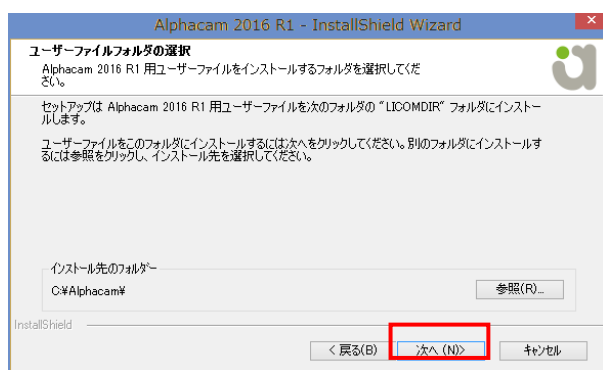 Alphacam 2016 R1 - InstallShield Wizard
ユーザーファイルフォルダの選択
Alphacam 2016 R1 用ユーザーファイルをインストールするフォルダを選択してくだ
さい。
セットアップは Alphacam 2016 R1 用ユーザーファイルを次のフォルダの “LICOMDIR” フォルダにインストー
ルします。
ユーザーファイルをこのフォルダにインストールするには次へをクリックしてください。別のフォルダにインストールす
るには参照をクリックし、インストール先を選択してください。
インストール先のフォルダー
C:¥Alphacam¥
参照(R)...
InstallShield
< 戻る(B)
次へ (N)>
キャンセル